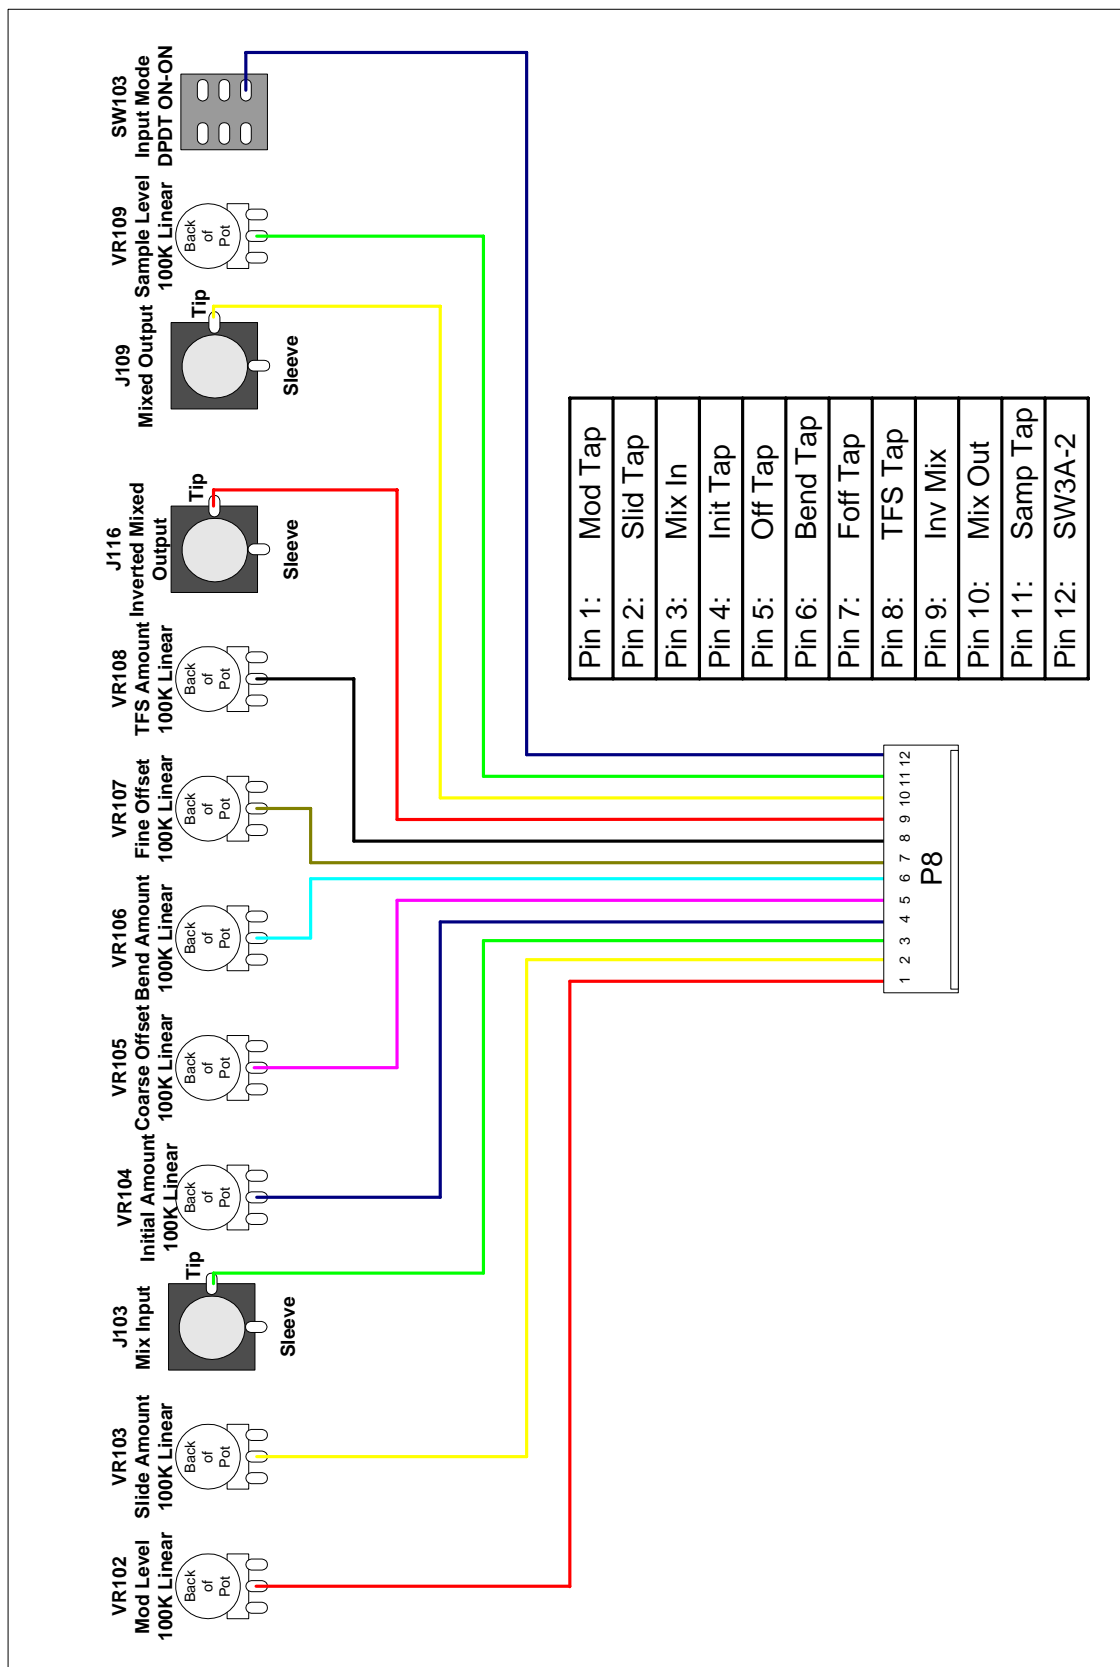 VR102
Mod Level
100K Linear
Back
of
Pot
VR103
Slide Amount
100K Linear
Back
of
Pot
J103
Mix Input
Tip
Sleeve
VR104
Initial Amount
100K Linear
Back
of
Pot
VR105
Coarse Offset
100K Linear
Back
of
Pot
VR106
Bend Amount
100K Linear
Back
of
Pot
VR107
Fine Offset
100K Linear
Back
of
Pot
VR108
TFS Amount
100K Linear
Back
of
Pot
J116
Inverted Mixed
Output
Tip
Sleeve
J109
Mixed Output
Tip
Sleeve
VR109
Sample Level
100K Linear
Back
of
Pot
SW103
Input Mode
DPDT ON-ON
Pin 1: Mod Tap
Pin 2: Slid Tap
Pin 3: Mix In
Pin 4: Init Tap
Pin 5: Off Tap
Pin 6: Bend Tap
Pin 7: Foff Tap
Pin 8: TFS Tap
Pin 9: Inv Mix
Pin 10: Mix Out
Pin 11: Samp Tap
Pin 12: SW3A-2
1 2 3 4 5 6 7 8 9 10 11 12
P8